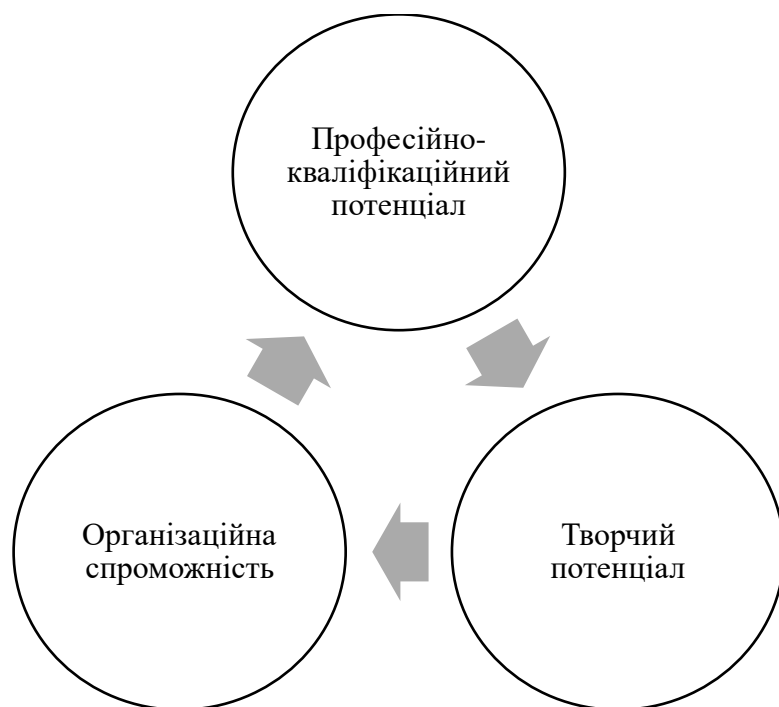 Професійно-
кваліфікаційний
потенціал
Організаційна
спроможність
Творчий
потенціал